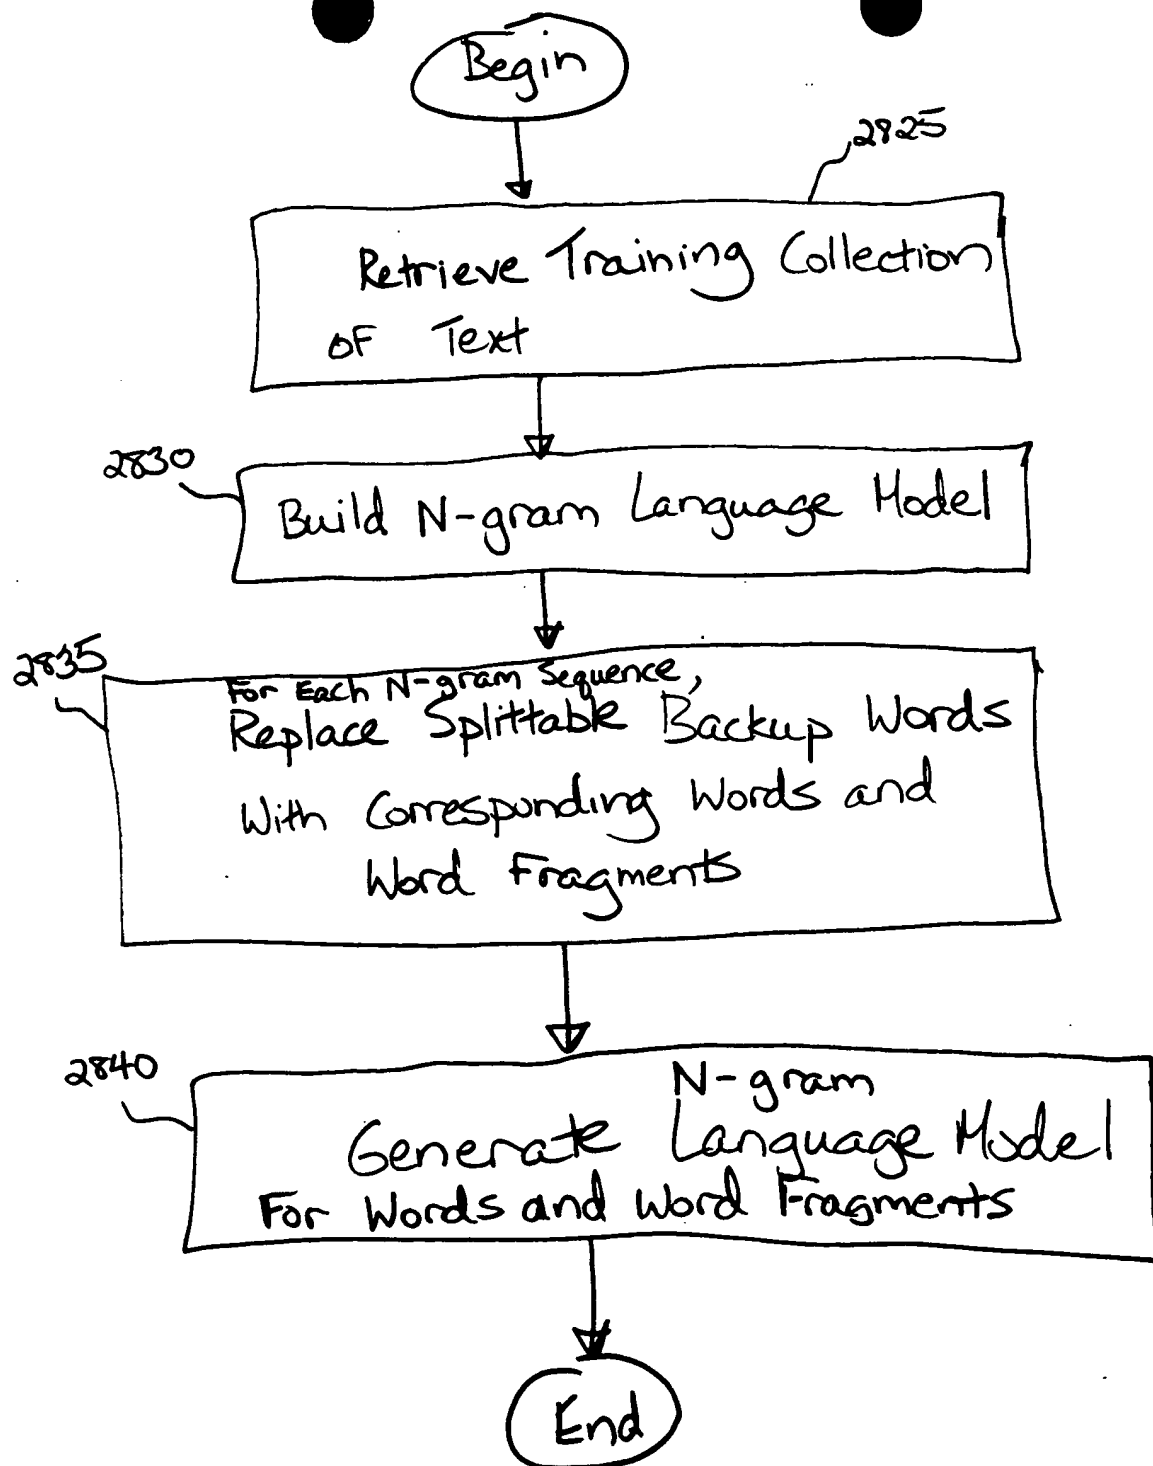 Begin
2825
Retrieve Training Collection
of Text
2830
Build N-gram Language Model
2835
For Each N-gram Sequence,
Replace Splittable Backup Words
With Corresponding Words and
Word Fragments
2840
N-gram
Generate Language Model
For Words and Word Fragments
End